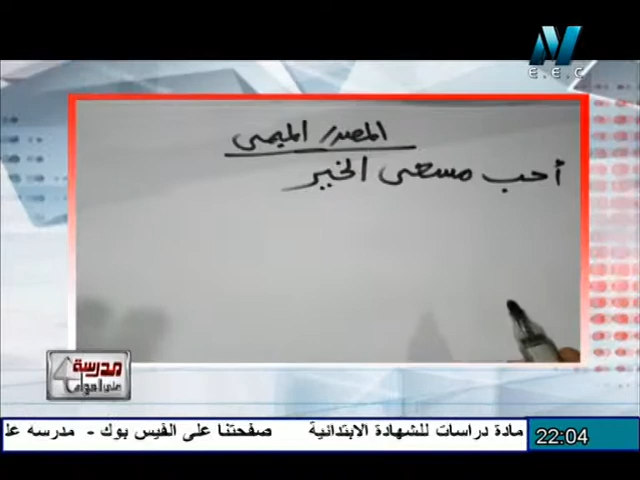 E.E.C
المصدر الميمى
أحب مسعى الخير
مدرسة
على الهواء
مادة دراسات للشهادة الابتدائية صفحتنا على الفيس بوك - مدرسه عل
22:04